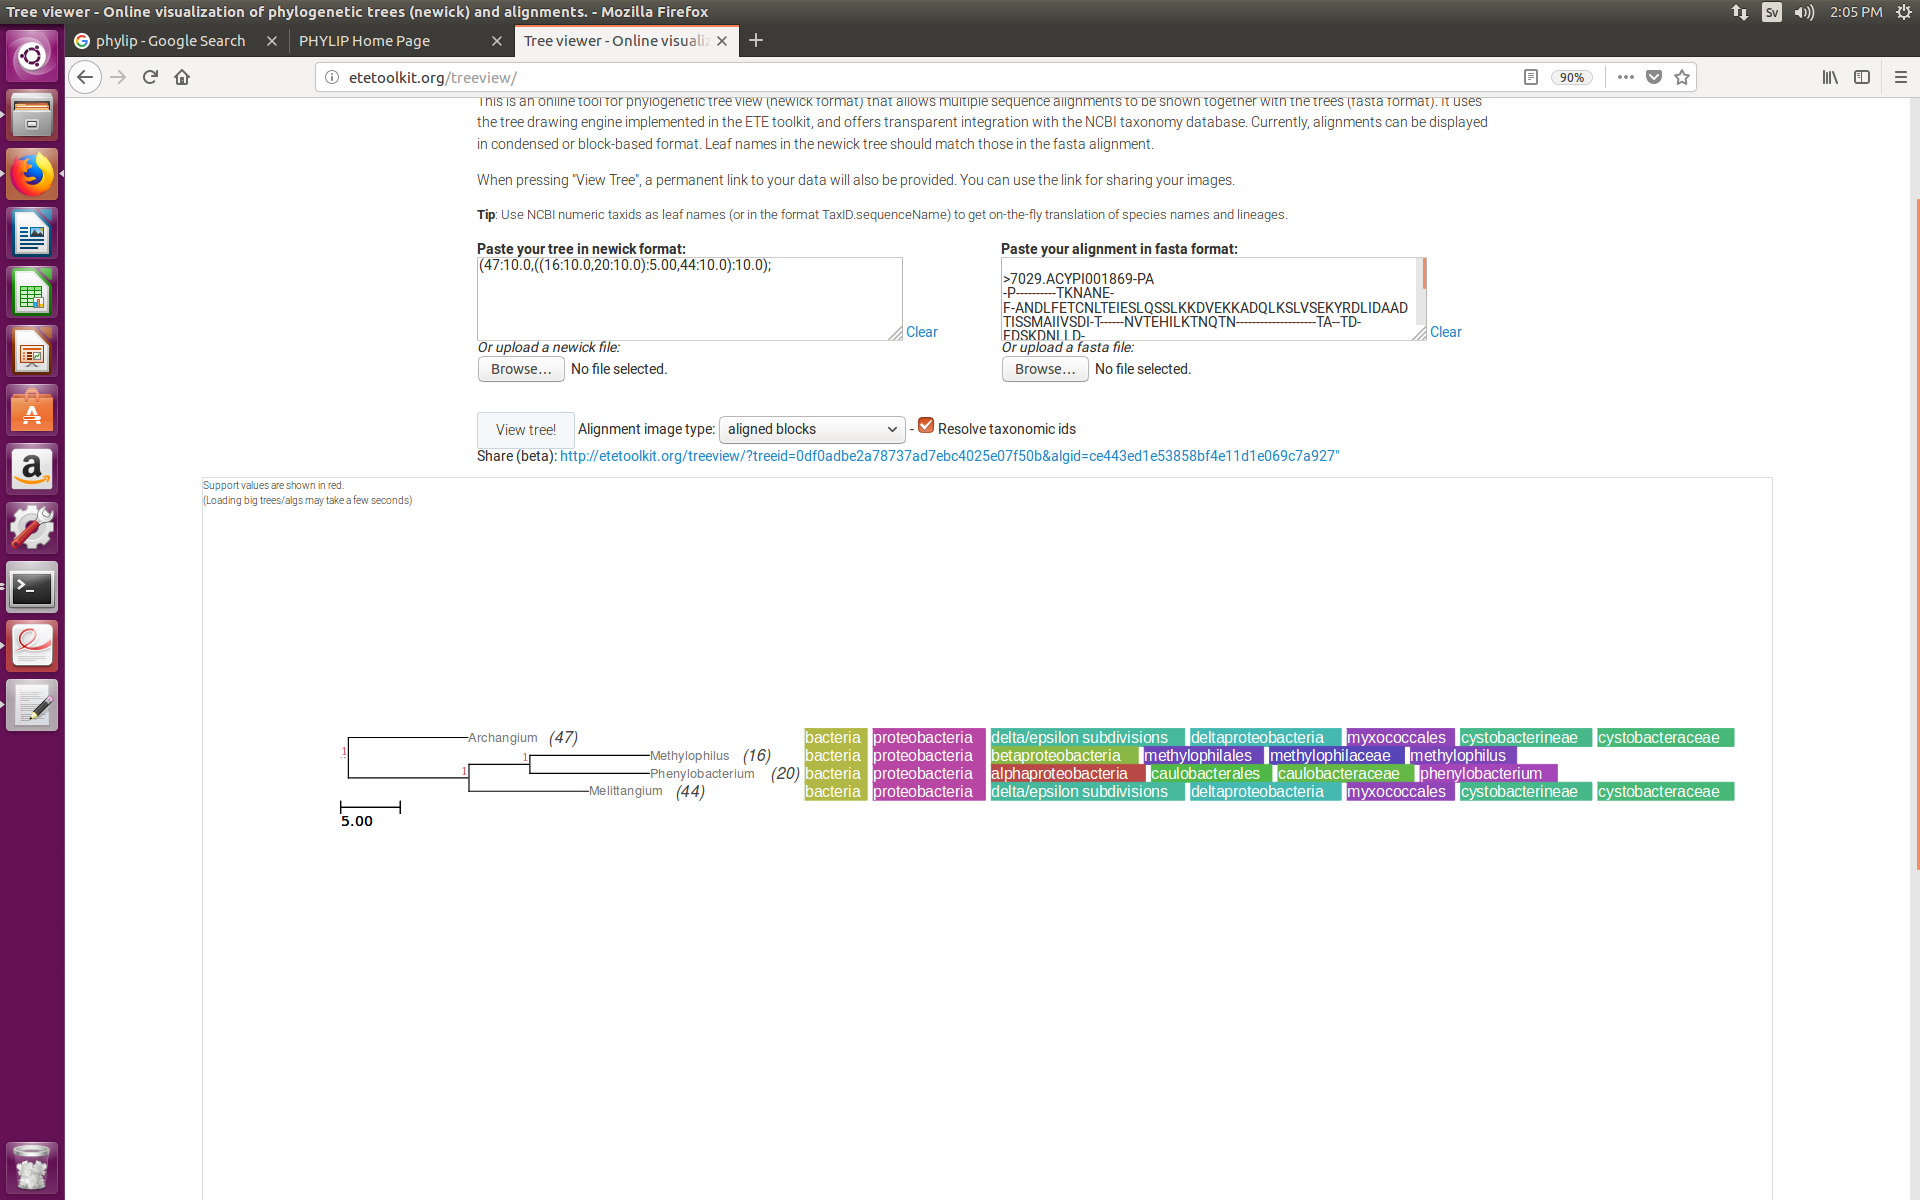 Tree viewer - Online visualization of phylogenetic trees (newick) and alignments. - Mozilla Firefox
Sv
2:05 PM
phylip - Google Search
PHYLIP Home Page
Tree viewer - Online visualiz
etetoolkit.org/treeview/
90%
This is an online tool for phylogenetic tree view (newick format) that allows multiple sequence alignments to be shown together with the trees (fasta format). It uses
the tree drawing engine implemented in the ETE toolkit, and offers transparent integration with the NCBI taxonomy database. Currently, alignments can be displayed
in condensed or block-based format. Leaf names in the newick tree should match those in the fasta alignment.
When pressing "View Tree", a permanent link to your data will also be provided. You can use the link for sharing your images.
Tip: Use NCBI numeric taxids as leaf names (or in the format TaxID.sequenceName) to get on-the-fly translation of species names and lineages.
Paste your tree in newick format:
(47:10.0,((16:10.0,20:10.0):5.00,44:10.0):10.0);
Clear
Or upload a newick file:
Browse... No file selected.
Paste your alignment in fasta format:
>7029.ACYPI001869-PA
-P----------TKNANE-
F-ANDLFETCNLTEIESLQSSLKKDVEKKADQLKSLVSEKYRDLIDAAD
TISSMAIIVSDI-T------NVTEHILKTNQTN--------------------TA--TD-
FDSKDNLLD-
Clear
Or upload a fasta file:
Browse... No file selected.
View tree! Alignment image type: aligned blocks - Resolve taxonomic ids
Share (beta): http://etetoolkit.org/treeview/?treeid=0df0adbe2a78737ad7ebc4025e07f50b&algid=ce443ed1e53858bf4e11d1e069c7a927"
Support values are shown in red.
(Loading big trees/algs may take a few seconds)
Archangium (47) bacteria proteobacteria delta/epsilon subdivisions deltaproteobacteria myxococcales cystobacterineae cystobacteraceae
1
1 Methylophilus (16) bacteria proteobacteria betaproteobacteria methylophilales methylophilaceae methylophilus
1 Phenylobacterium (20) bacteria proteobacteria alphaproteobacteria caulobacterales caulobacteraceae phenylobacterium
Melittangium (44) bacteria proteobacteria delta/epsilon subdivisions deltaproteobacteria myxococcales cystobacterineae cystobacteraceae
5.00